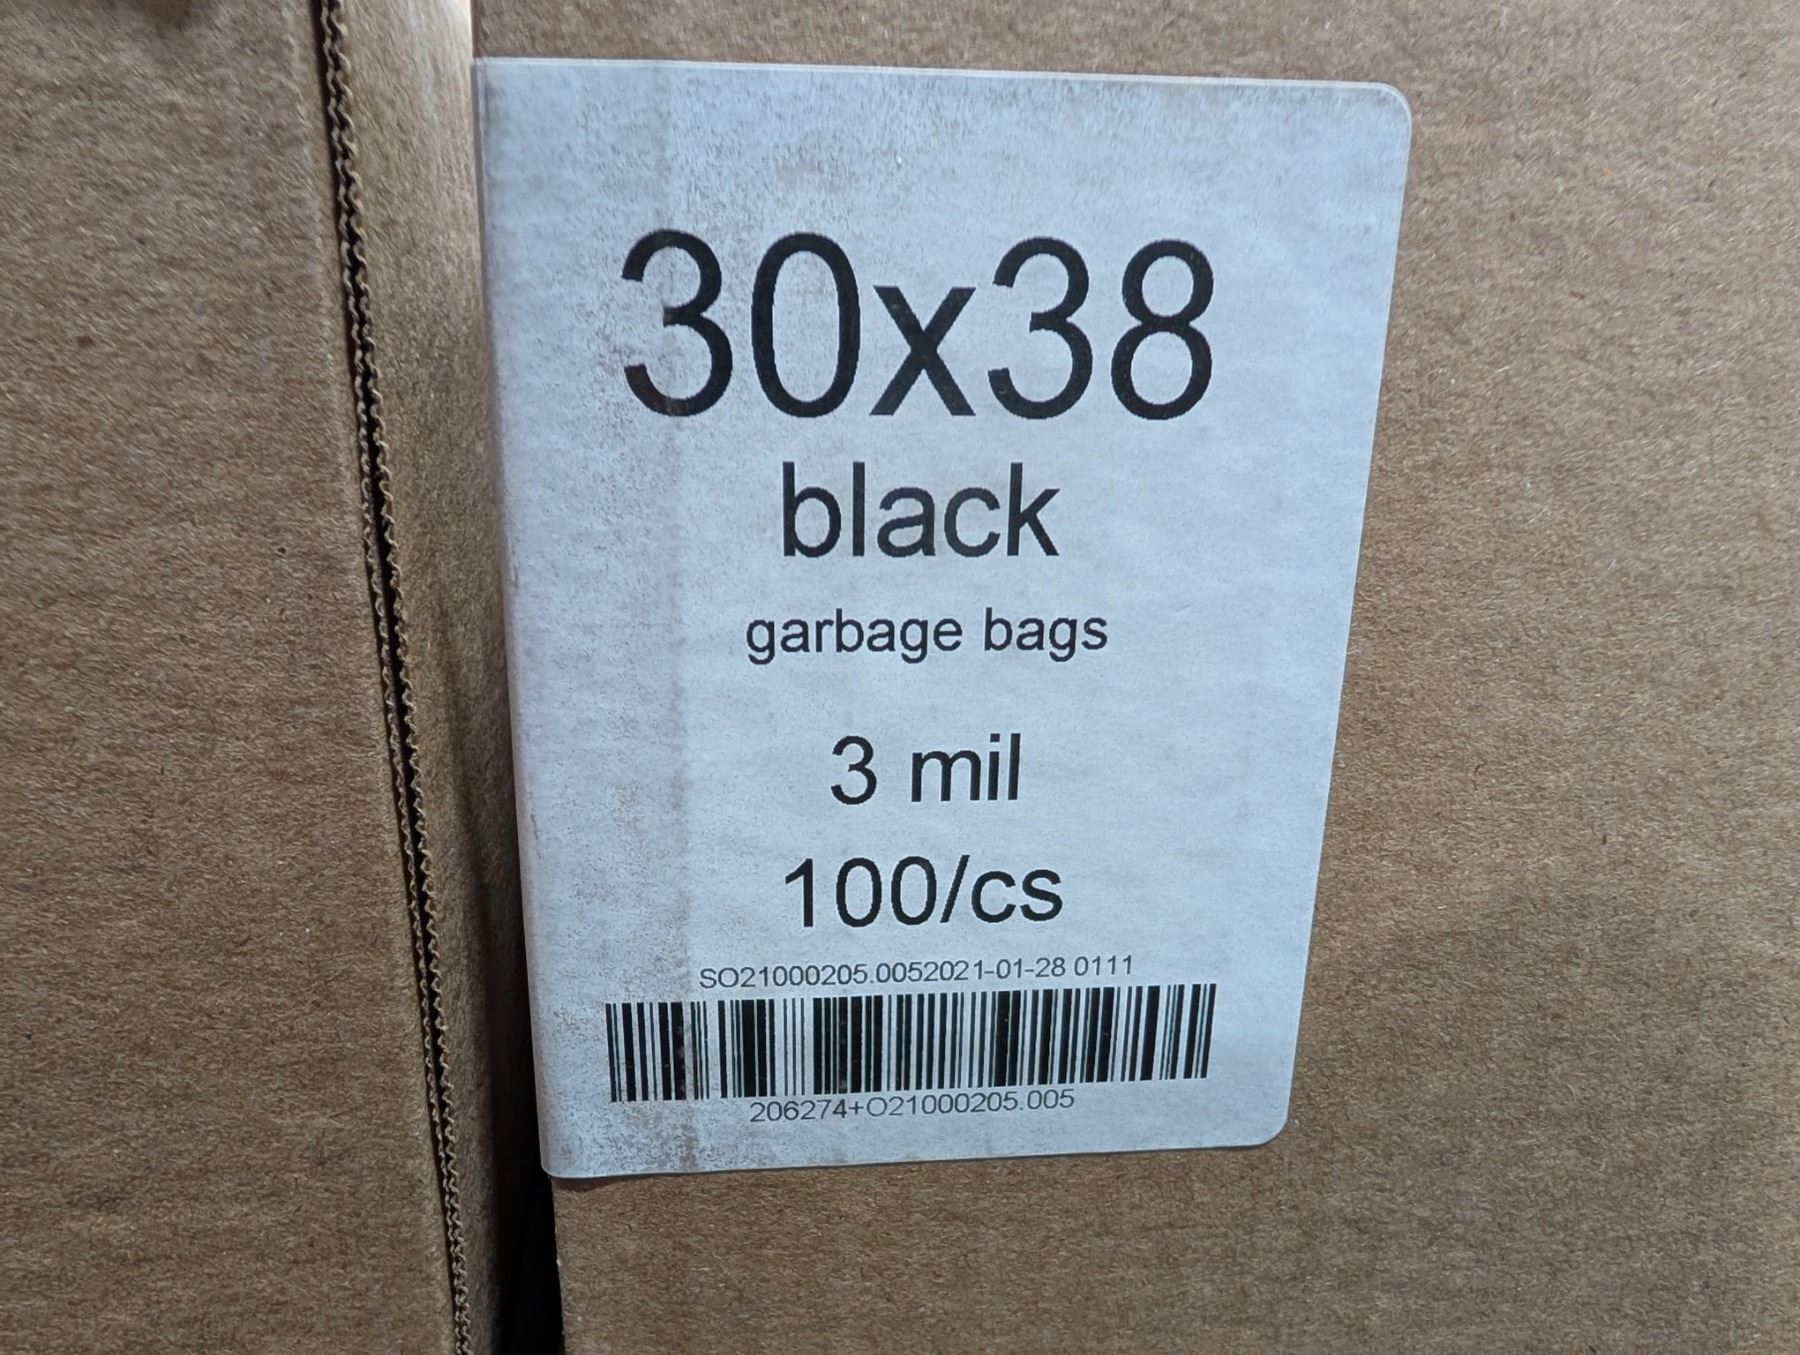 30x38
black
garbage bags
3 mil
100/cs
SO21000205.0052021-01-28 0111
206274+O21000205.005